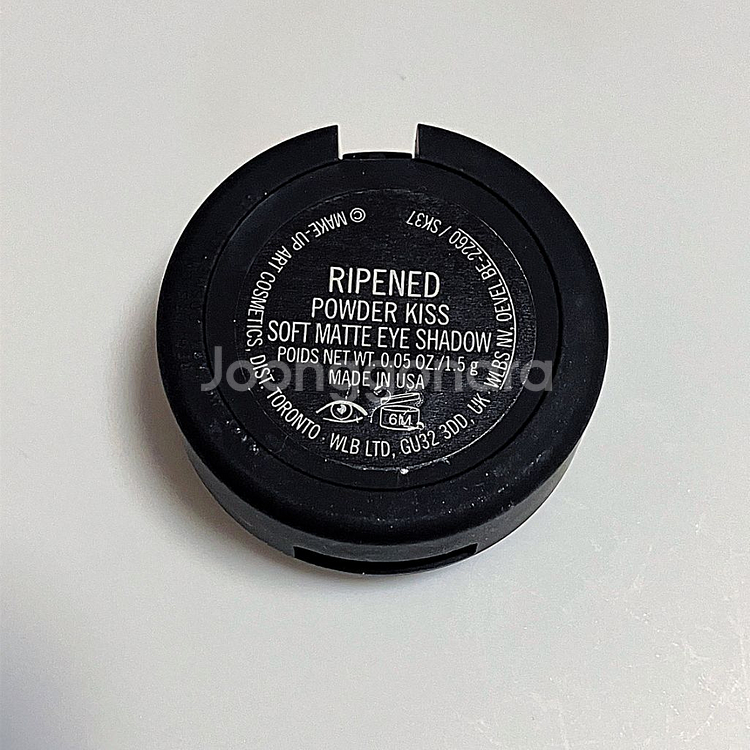 RIPENED
POWDER KISS
SOFT MATTE EYE SHADOW
POIDS NET WT. 0.05 OZ./1.5 g
MADE IN USA
6M
© MAKE-UP ART COSMETICS, DIST TORONTO · WLB LTD, GU32 3DD, UK · WLBS NV, OEVEL BE-2260 / SK37
Joonggonara